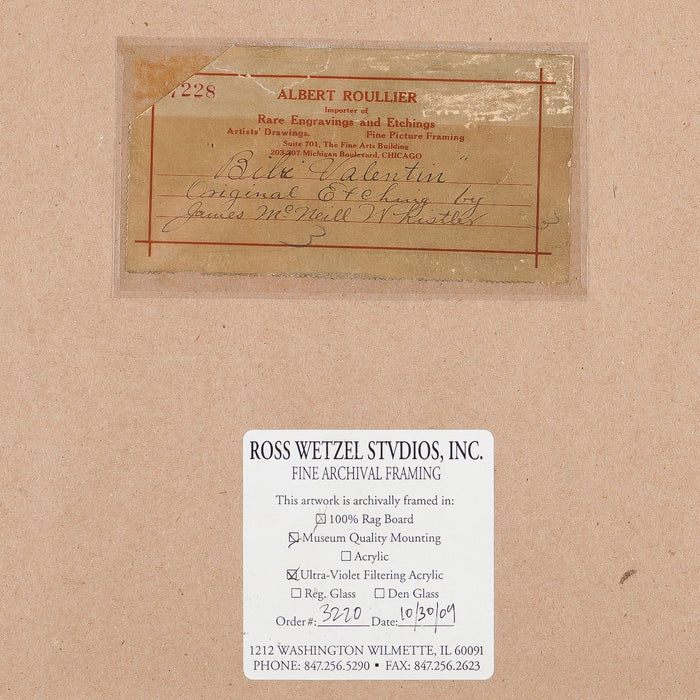 7228
ALBERT ROULLIER
Importer of
Rare Engravings and Etchings
Artists' Drawings. Fine Picture Framing
Suite 701, The Fine Arts Building
203-207 Michigan Boulevard, CHICAGO
"Bibi Valentin"
Original Etching by
James McNeill Whistler
3
ROSS WETZEL STVDIOS, INC.
FINE ARCHIVAL FRAMING
This artwork is archivally framed in:
100% Rag Board
Museum Quality Mounting
Acrylic
Ultra-Violet Filtering Acrylic
Reg. Glass Den Glass
Order#: 3220 Date: 10/30/09
1212 WASHINGTON WILMETTE, IL 60091
PHONE: 847.256.5290 • FAX: 847.256.2623